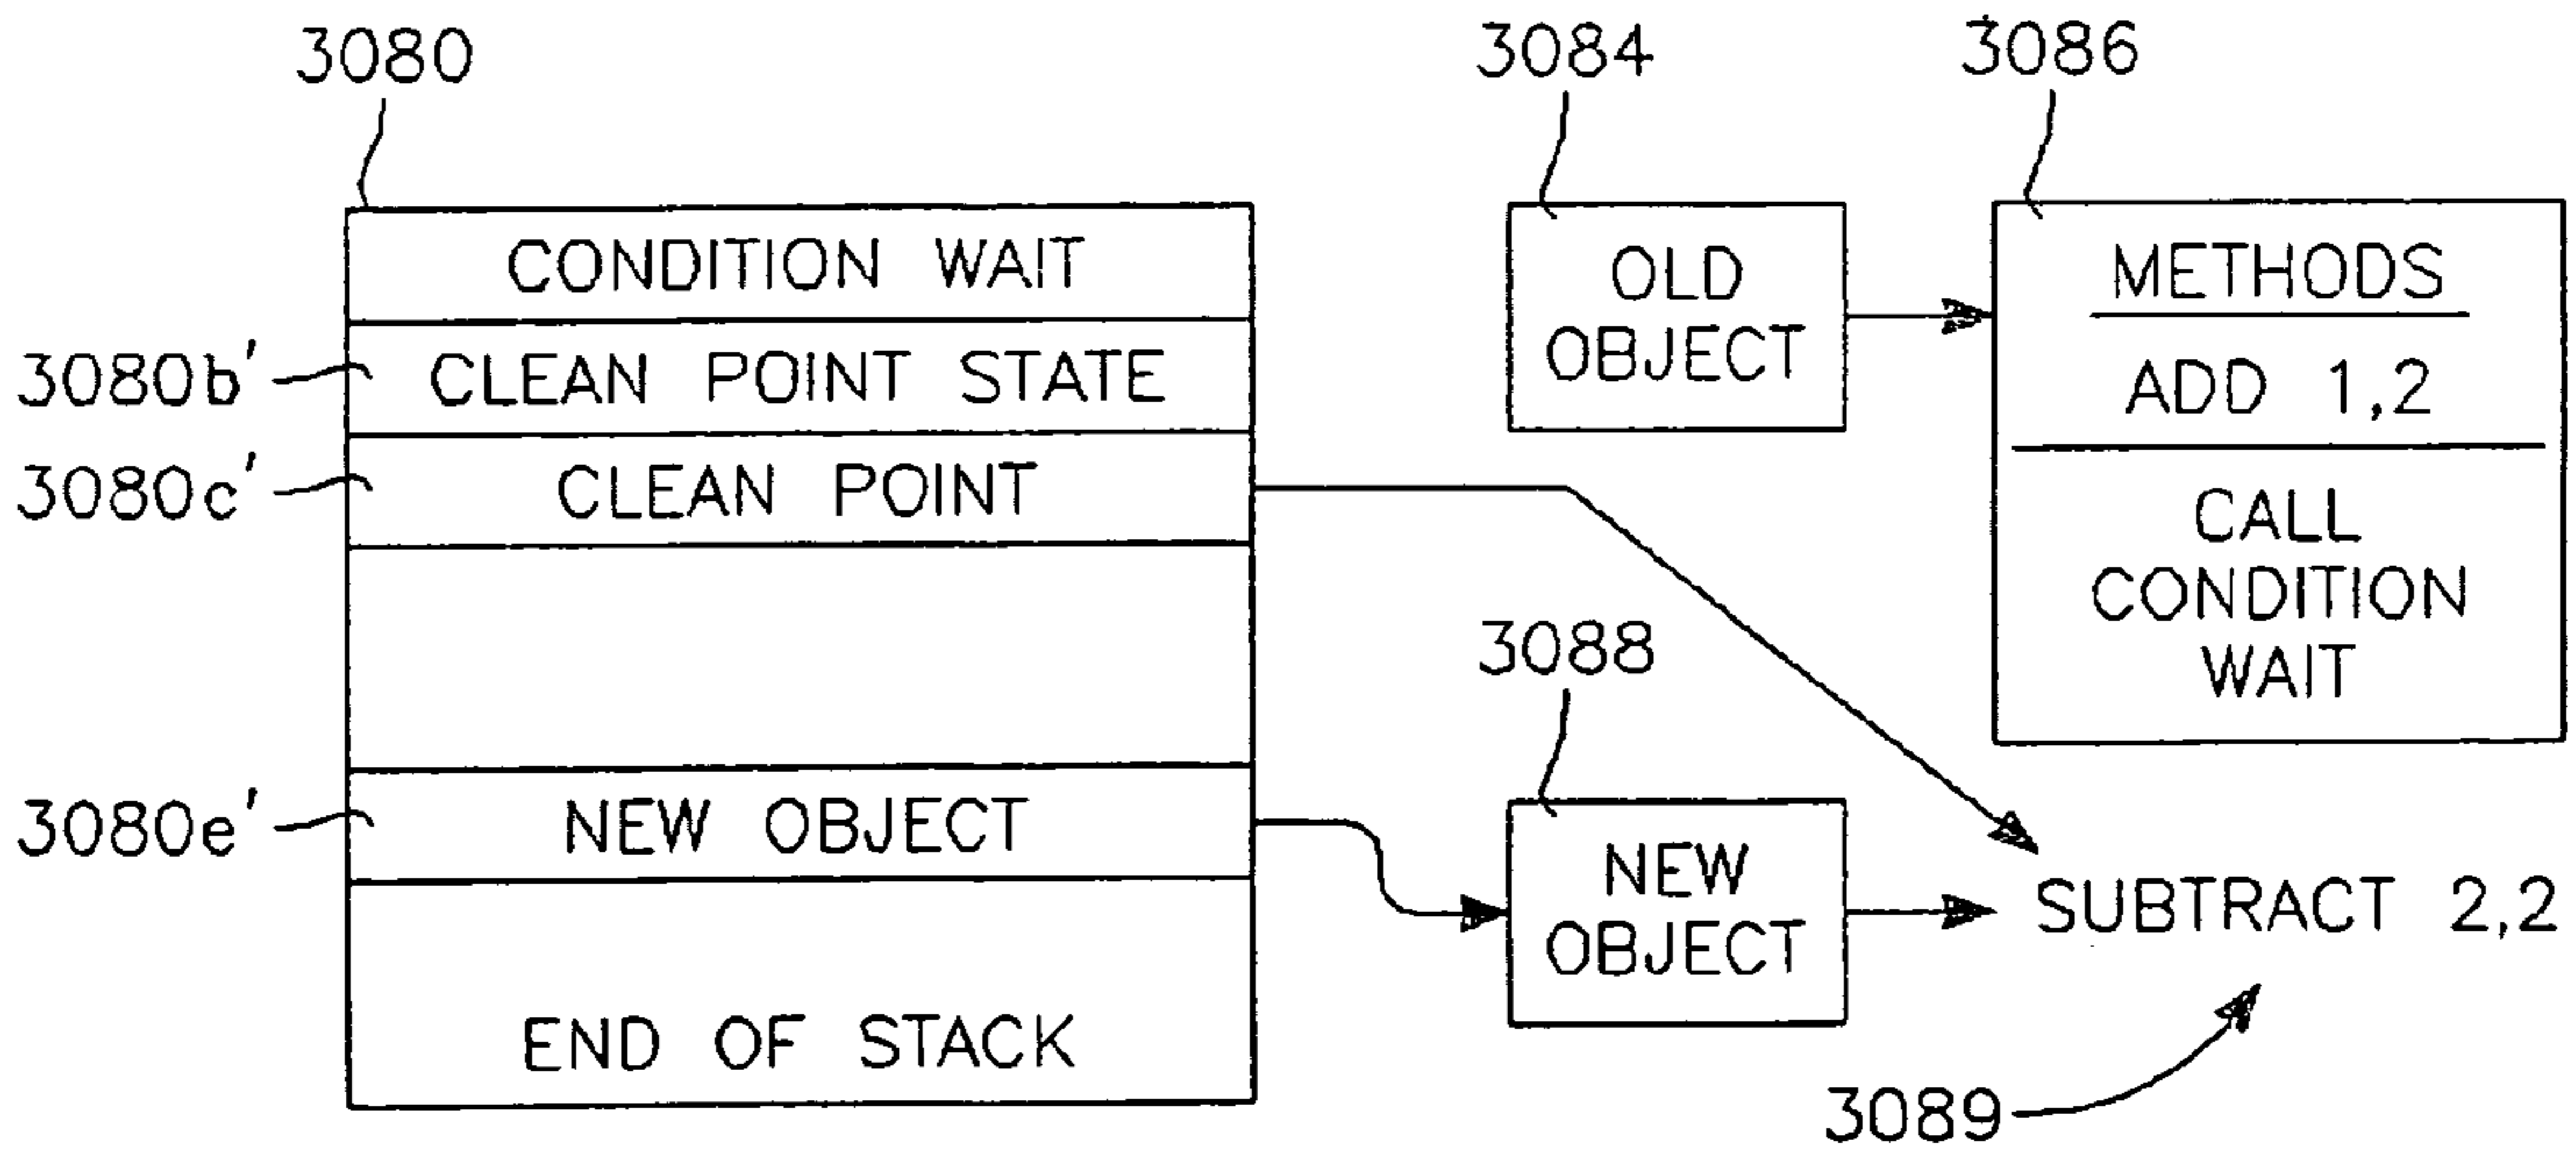 3080
3084
3086
CONDITION WAIT
3080b' CLEAN POINT STATE
3080c' CLEAN POINT
3080e' NEW OBJECT
END OF STACK
OLD
OBJECT
METHODS
ADD 1,2
CALL
CONDITION
WAIT
3088
NEW
OBJECT
SUBTRACT 2,2
3089